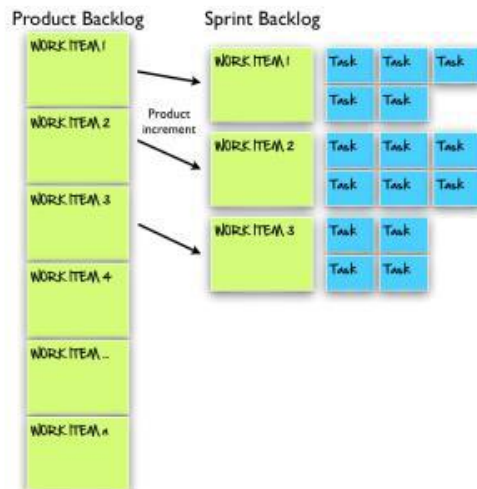 Product Backlog
Sprint Backlog
WORK ITEM 1
WORK ITEM 2
WORK ITEM 3
WORK ITEM 4
WORK ITEM...
WORK ITEM n
Product
increment
WORK ITEM 1
Task Task Task
Task Task
WORK ITEM 2
Task Task Task
Task Task Task
WORK ITEM 3
Task Task
Task Task